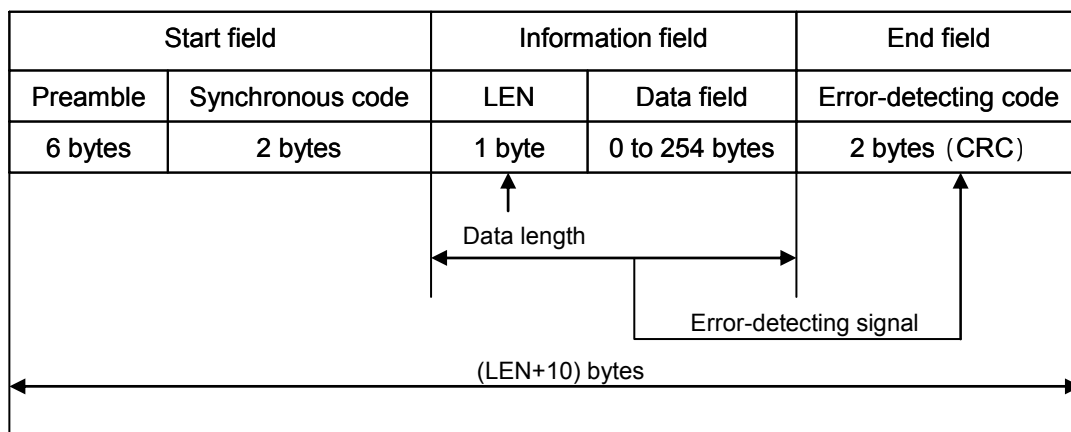 Start field Information field End field
Preamble Synchronous code LEN Data field Error-detecting code
6 bytes 2 bytes 1 byte 0 to 254 bytes 2 bytes (CRC)
Data length
Error-detecting signal
(LEN+10) bytes